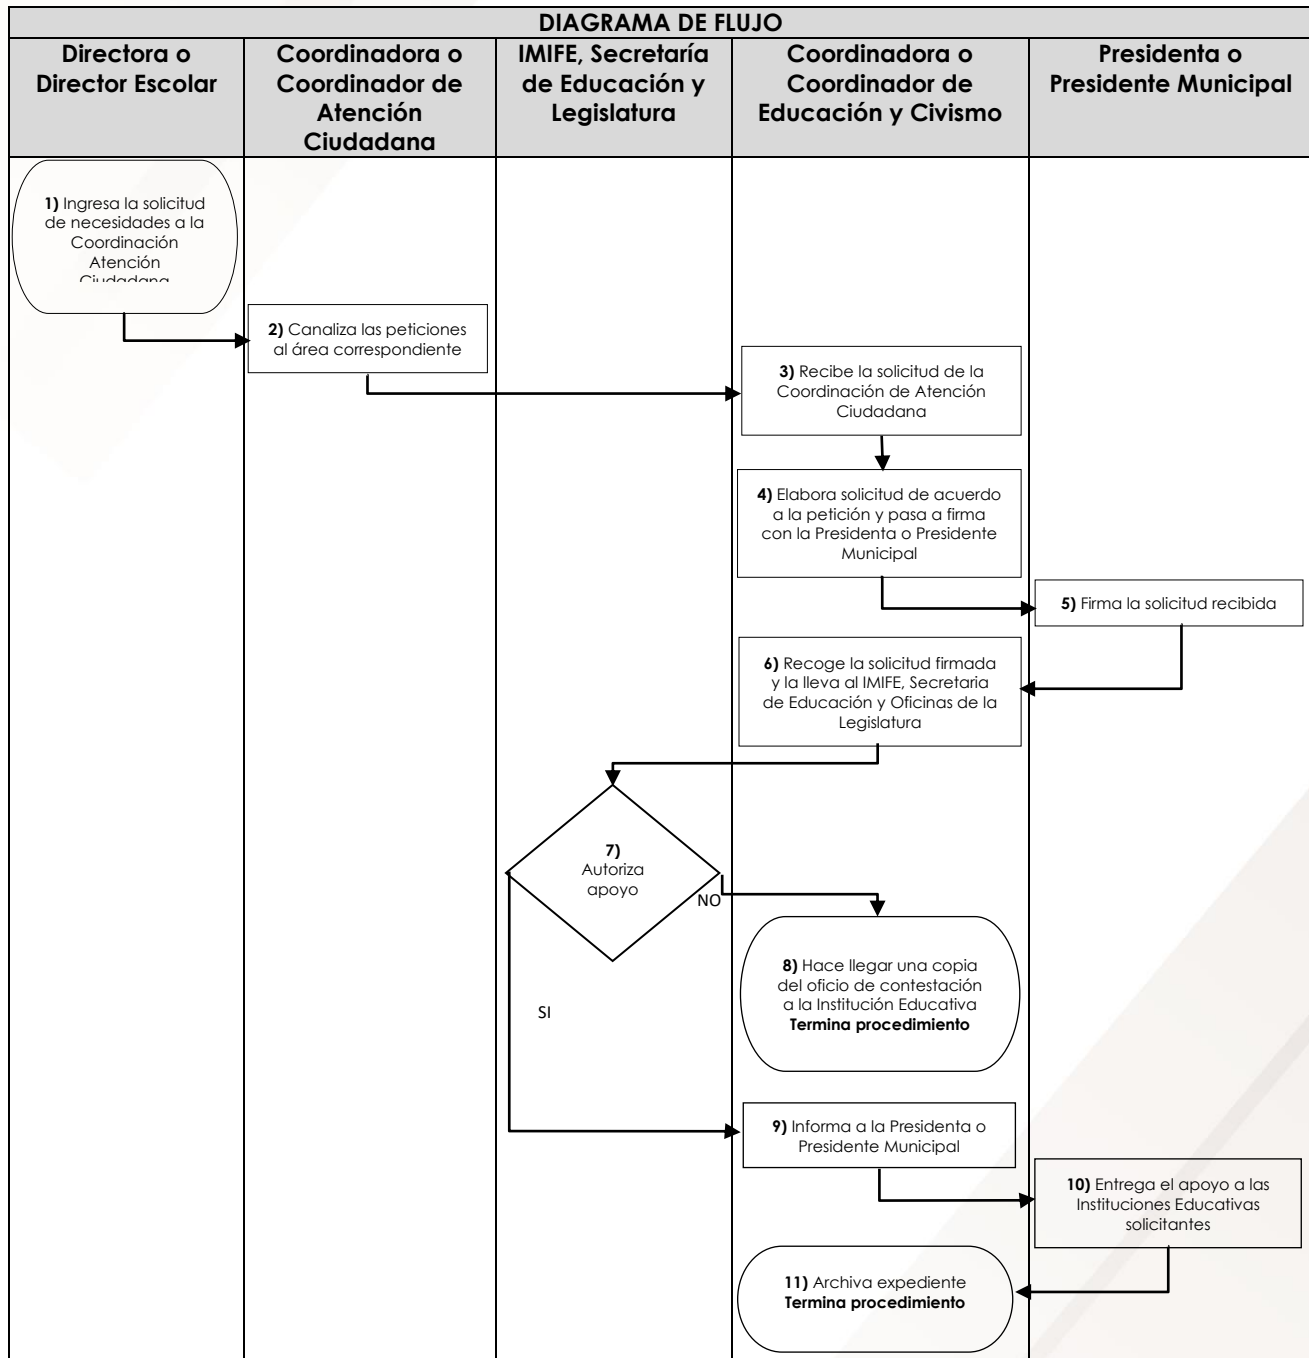 DIAGRAMA DE FLUJO
Directora o
Director Escolar
Coordinadora o
Coordinador de
Atención
Ciudadana
IMIFE, Secretaría
de Educación y
Legislatura
Coordinadora o
Coordinador de
Educación y Civismo
Presidenta o
Presidente Municipal
1) Ingresa la solicitud
de necesidades a la
Coordinación
Atención
Ciudadana
2) Canaliza las peticiones
al área correspondiente
3) Recibe la solicitud de la
Coordinación de Atención
Ciudadana
4) Elabora solicitud de acuerdo
a la petición y pasa a firma
con la Presidenta o Presidente
Municipal
5) Firma la solicitud recibida
6) Recoge la solicitud firmada
y la lleva al IMIFE, Secretaria
de Educación y Oficinas de la
Legislatura
7)
Autoriza
apoyo
NO
8) Hace llegar una copia
del oficio de contestación
a la Institución Educativa
Termina procedimiento
SI
9) Informa a la Presidenta o
Presidente Municipal
10) Entrega el apoyo a las
Instituciones Educativas
solicitantes
11) Archiva expediente
Termina procedimiento